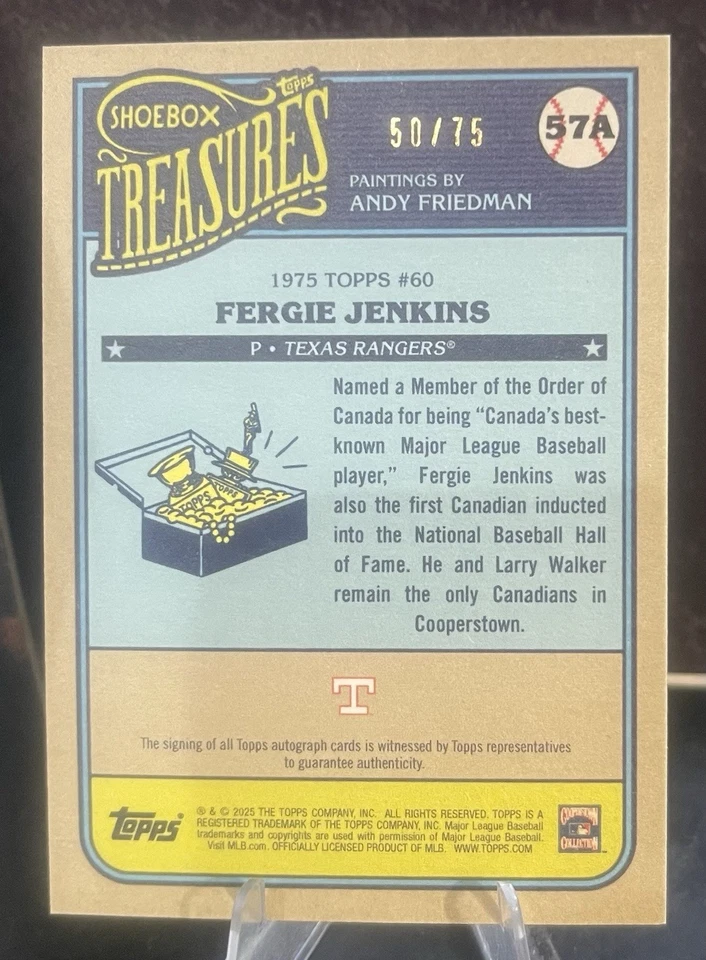 topps
SHOEBOX
TREASURES
50/75
57A
PAINTINGS BY
ANDY FRIEDMAN
1975 TOPPS #60
FERGIE JENKINS
P • TEXAS RANGERS®
Named a Member of the Order of
Canada for being “Canada’s best-
known Major League Baseball
player,” Fergie Jenkins was
also the first Canadian inducted
into the National Baseball Hall
of Fame. He and Larry Walker
remain the only Canadians in
Cooperstown.
TOPPS
TOPPS
T
The signing of all Topps autograph cards is witnessed by Topps representatives
to guarantee authenticity.
topps®
® & © 2025 THE TOPPS COMPANY, INC. ALL RIGHTS RESERVED. TOPPS IS A
REGISTERED TRADEMARK OF THE TOPPS COMPANY, INC. Major League Baseball
trademarks and copyrights are used with permission of Major League Baseball.
Visit MLB.com. OFFICIALLY LICENSED PRODUCT OF MLB. WWW.TOPPS.COM
COOPERSTOWN
COLLECTION